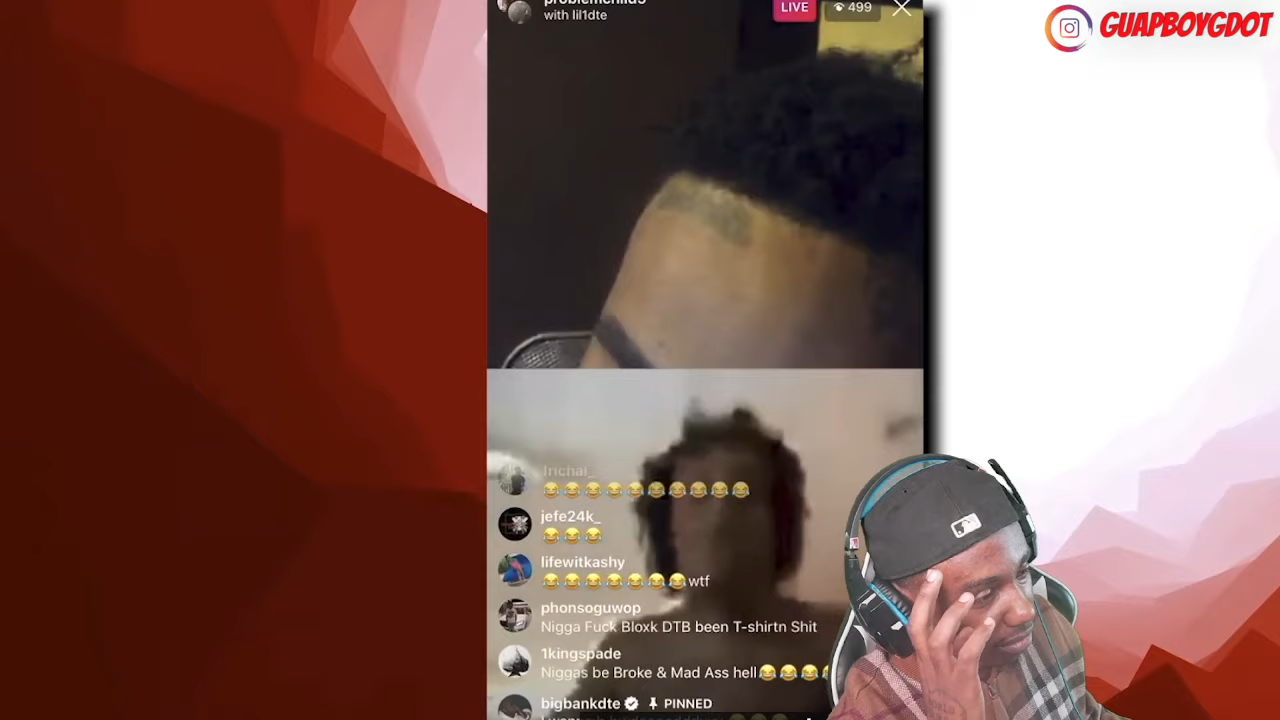 GUAPBOYGDOT
with lil1dte
LIVE
499
jefe24k_
😂😂😂
lifewitkashy
😂😂😂😂😂😂😂wtf
phonsoguwop
Nigga Fuck Bloxk DTB been T-shirtn Shit
1kingspade
Niggas be Broke & Mad Ass hell😂😂😂
bigbankdte
PINNED